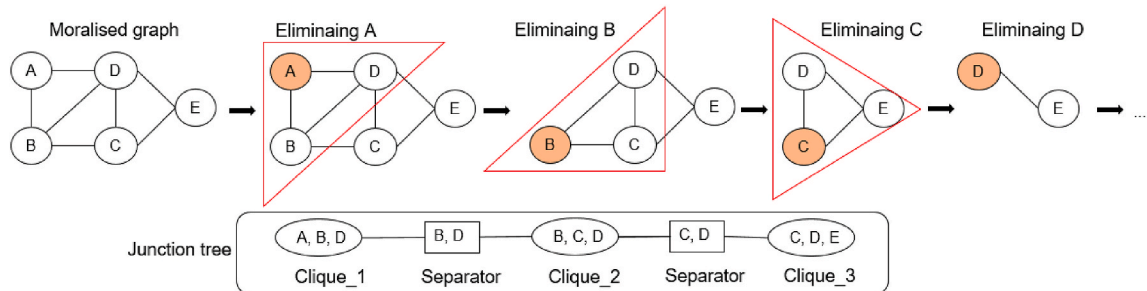 Moralised graph
Eliminaing A
Eliminaing B
Eliminaing C
Eliminaing D
A
D
B
C
E
A
D
B
C
E
D
B
C
E
D
C
E
D
E
...
Junction tree
A, B, D
B, D
B, C, D
C, D
C, D, E
Clique_1
Separator
Clique_2
Separator
Clique_3